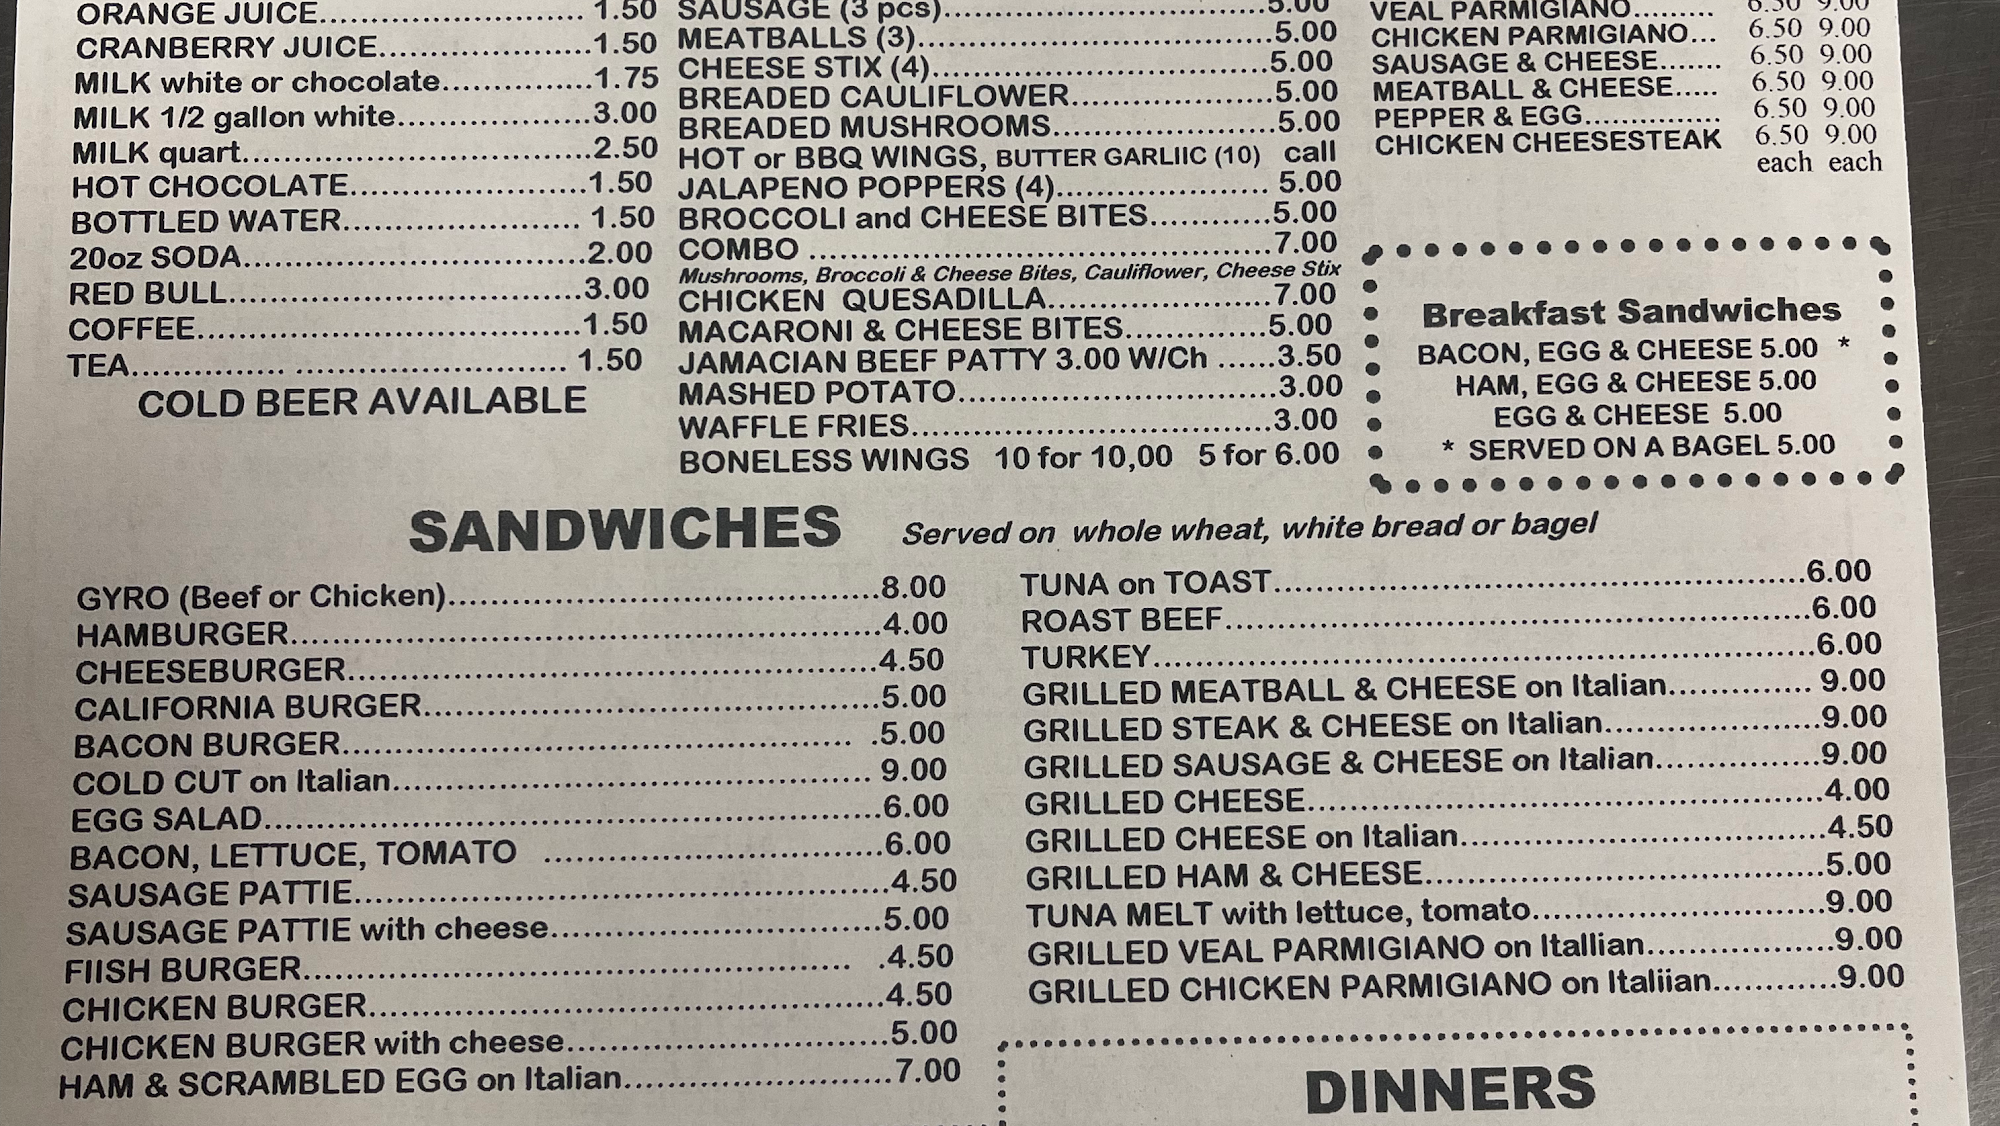 ORANGE JUICE.............................. 1.50
CRANBERRY JUICE........................1.50
MILK white or chocolate................1.75
MILK 1/2 gallon white.....................3.00
MILK quart.....................................2.50
HOT CHOCOLATE.........................1.50
BOTTLED WATER......................... 1.50
20oz SODA....................................2.00
RED BULL.....................................3.00
COFFEE.........................................1.50
TEA............... .......................... 1.50
COLD BEER AVAILABLE
SAUSAGE (3 pcs)...................................5.00
MEATBALLS (3)......................................5.00
CHEESE STIX (4)....................................5.00
BREADED CAULIFLOWER.....................5.00
BREADED MUSHROOMS.......................5.00
HOT or BBQ WINGS, BUTTER GARLIIC (10) call
JALAPENO POPPERS (4)...................... 5.00
BROCCOLI and CHEESE BITES............5.00
COMBO ................................................7.00
Mushrooms, Broccoli & Cheese Bites, Cauliflower, Cheese Stix
CHICKEN QUESADILLA.......................7.00
MACARONI & CHEESE BITES..............5.00
JAMACIAN BEEF PATTY 3.00 W/Ch ......3.50
MASHED POTATO.................................3.00
WAFFLE FRIES......................................3.00
BONELESS WINGS 10 for 10,00 5 for 6.00
VEAL PARMIGIANO......... 6.50 9.00
CHICKEN PARMIGIANO... 6.50 9.00
SAUSAGE & CHEESE....... 6.50 9.00
MEATBALL & CHEESE..... 6.50 9.00
PEPPER & EGG............... 6.50 9.00
CHICKEN CHEESESTEAK 6.50 9.00
each each
Breakfast Sandwiches
BACON, EGG & CHEESE 5.00 *
HAM, EGG & CHEESE 5.00
EGG & CHEESE 5.00
* SERVED ON A BAGEL 5.00
SANDWICHES Served on whole wheat, white bread or bagel
GYRO (Beef or Chicken)...........................................8.00
HAMBURGER...........................................................4.00
CHEESEBURGER.....................................................4.50
CALIFORNIA BURGER..............................................5.00
BACON BURGER................................................... .5.00
COLD CUT on Italian................................................ 9.00
EGG SALAD..............................................................6.00
BACON, LETTUCE, TOMATO ..................................6.00
SAUSAGE PATTIE.....................................................4.50
SAUSAGE PATTIE with cheese.................................5.00
FIISH BURGER....................................................... .4.50
CHICKEN BURGER...................................................4.50
CHICKEN BURGER with cheese................................5.00
HAM & SCRAMBLED EGG on Italian...........................7.00
TUNA on TOAST.....................................................6.00
ROAST BEEF...........................................................6.00
TURKEY..................................................................6.00
GRILLED MEATBALL & CHEESE on Italian.............. 9.00
GRILLED STEAK & CHEESE on Italian.....................9.00
GRILLED SAUSAGE & CHEESE on Italian................9.00
GRILLED CHEESE...................................................4.00
GRILLED CHEESE on Italian....................................4.50
GRILLED HAM & CHEESE.......................................5.00
TUNA MELT with lettuce, tomato.............................9.00
GRILLED VEAL PARMIGIANO on Itallian..................9.00
GRILLED CHICKEN PARMIGIANO on Italiian............9.00
DINNERS